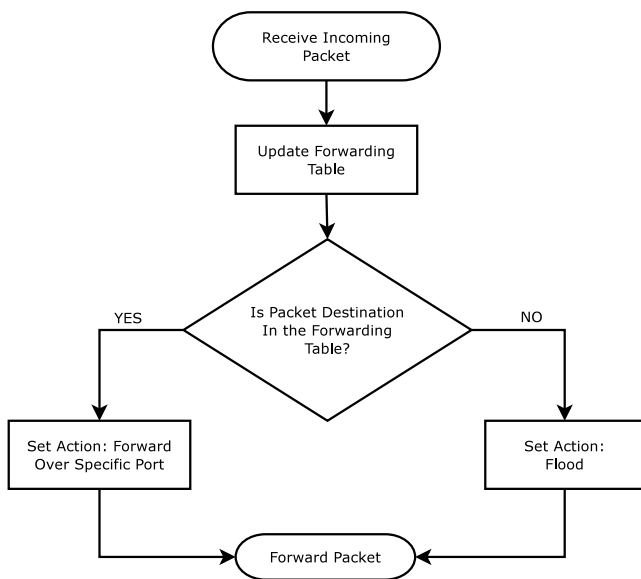 Receive Incoming
Packet
Update Forwarding
Table
Is Packet Destination
In the Forwarding
Table?
YES
NO
Set Action: Forward
Over Specific Port
Set Action:
Flood
Forward Packet